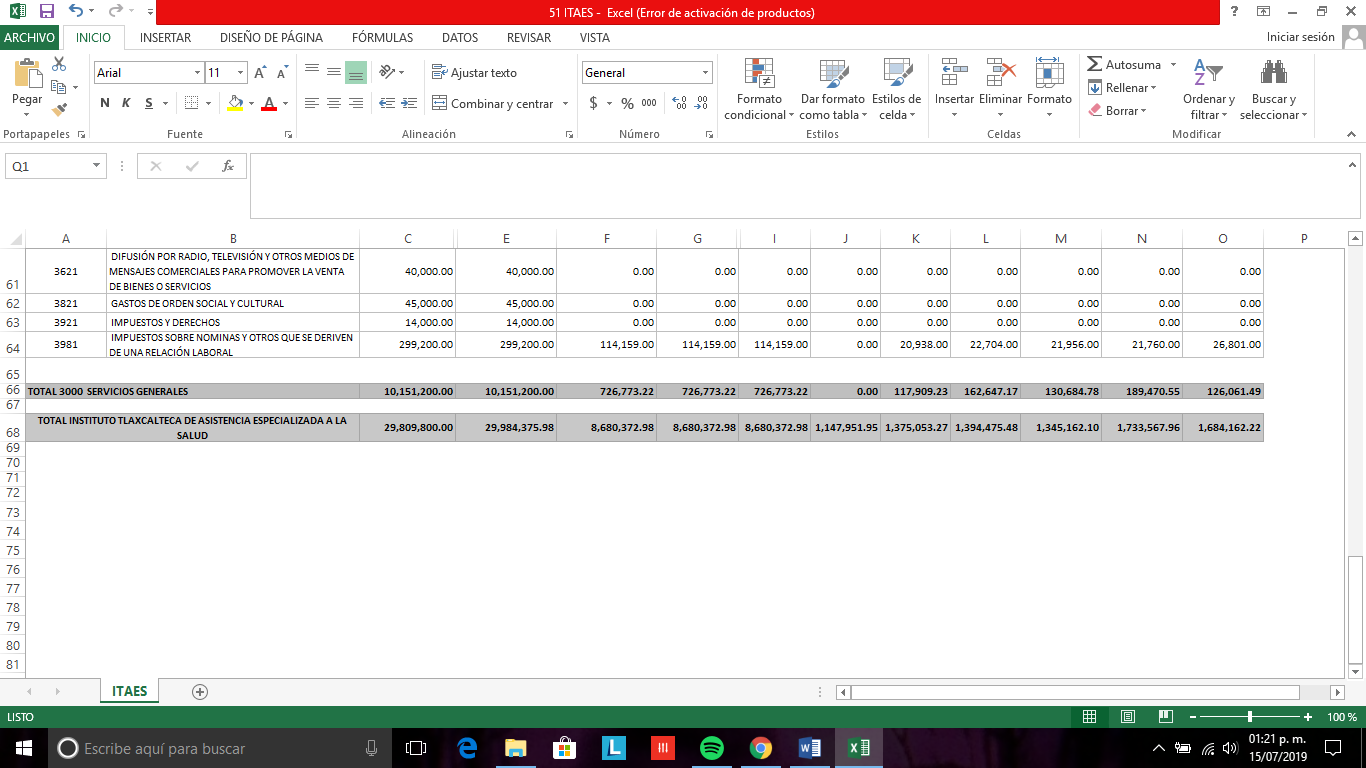 51 ITAES - Excel (Error de activación de productos)
ARCHIVO INICIO INSERTAR DISEÑO DE PÁGINA FÓRMULAS DATOS REVISAR VISTA Iniciar sesión
Pegar
Arial 11
N K S
Ajustar texto
Combinar y centrar
General
$ % 000
Formato condicional
Dar formato como tabla
Estilos de celda
Insertar Eliminar Formato
Autosuma
Rellenar
Borrar
Ordenar y filtrar
Buscar y seleccionar
Portapapeles Fuente Alineación Número Estilos Celdas Modificar
Q1 fx
A B C E F G I J K L M N O P
61 3621 DIFUSIÓN POR RADIO, TELEVISIÓN Y OTROS MEDIOS DE
MENSAJES COMERCIALES PARA PROMOVER LA VENTA
DE BIENES O SERVICIOS
40,000.00 40,000.00 0.00 0.00 0.00 0.00 0.00 0.00 0.00 0.00 0.00
62 3821 GASTOS DE ORDEN SOCIAL Y CULTURAL 45,000.00 45,000.00 0.00 0.00 0.00 0.00 0.00 0.00 0.00 0.00 0.00
63 3921 IMPUESTOS Y DERECHOS 14,000.00 14,000.00 0.00 0.00 0.00 0.00 0.00 0.00 0.00 0.00 0.00
64 3981 IMPUESTOS SOBRE NOMINAS Y OTROS QUE SE DERIVEN
DE UNA RELACIÓN LABORAL
299,200.00 299,200.00 114,159.00 114,159.00 114,159.00 0.00 20,938.00 22,704.00 21,956.00 21,760.00 26,801.00
65
66 TOTAL 3000 SERVICIOS GENERALES 10,151,200.00 10,151,200.00 726,773.22 726,773.22 726,773.22 0.00 117,909.23 162,647.17 130,684.78 189,470.55 126,061.49
67
68 TOTAL INSTITUTO TLAXCALTECA DE ASISTENCIA ESPECIALIZADA A LA
SALUD
29,809,800.00 29,984,375.98 8,680,372.98 8,680,372.98 8,680,372.98 1,147,951.95 1,375,053.27 1,394,475.48 1,345,162.10 1,733,567.96 1,684,162.22
69
70
71
72
73
74
75
76
77
78
79
80
81
ITAES
LISTO 100 %
Escribe aquí para buscar
01:21 p. m.
15/07/2019